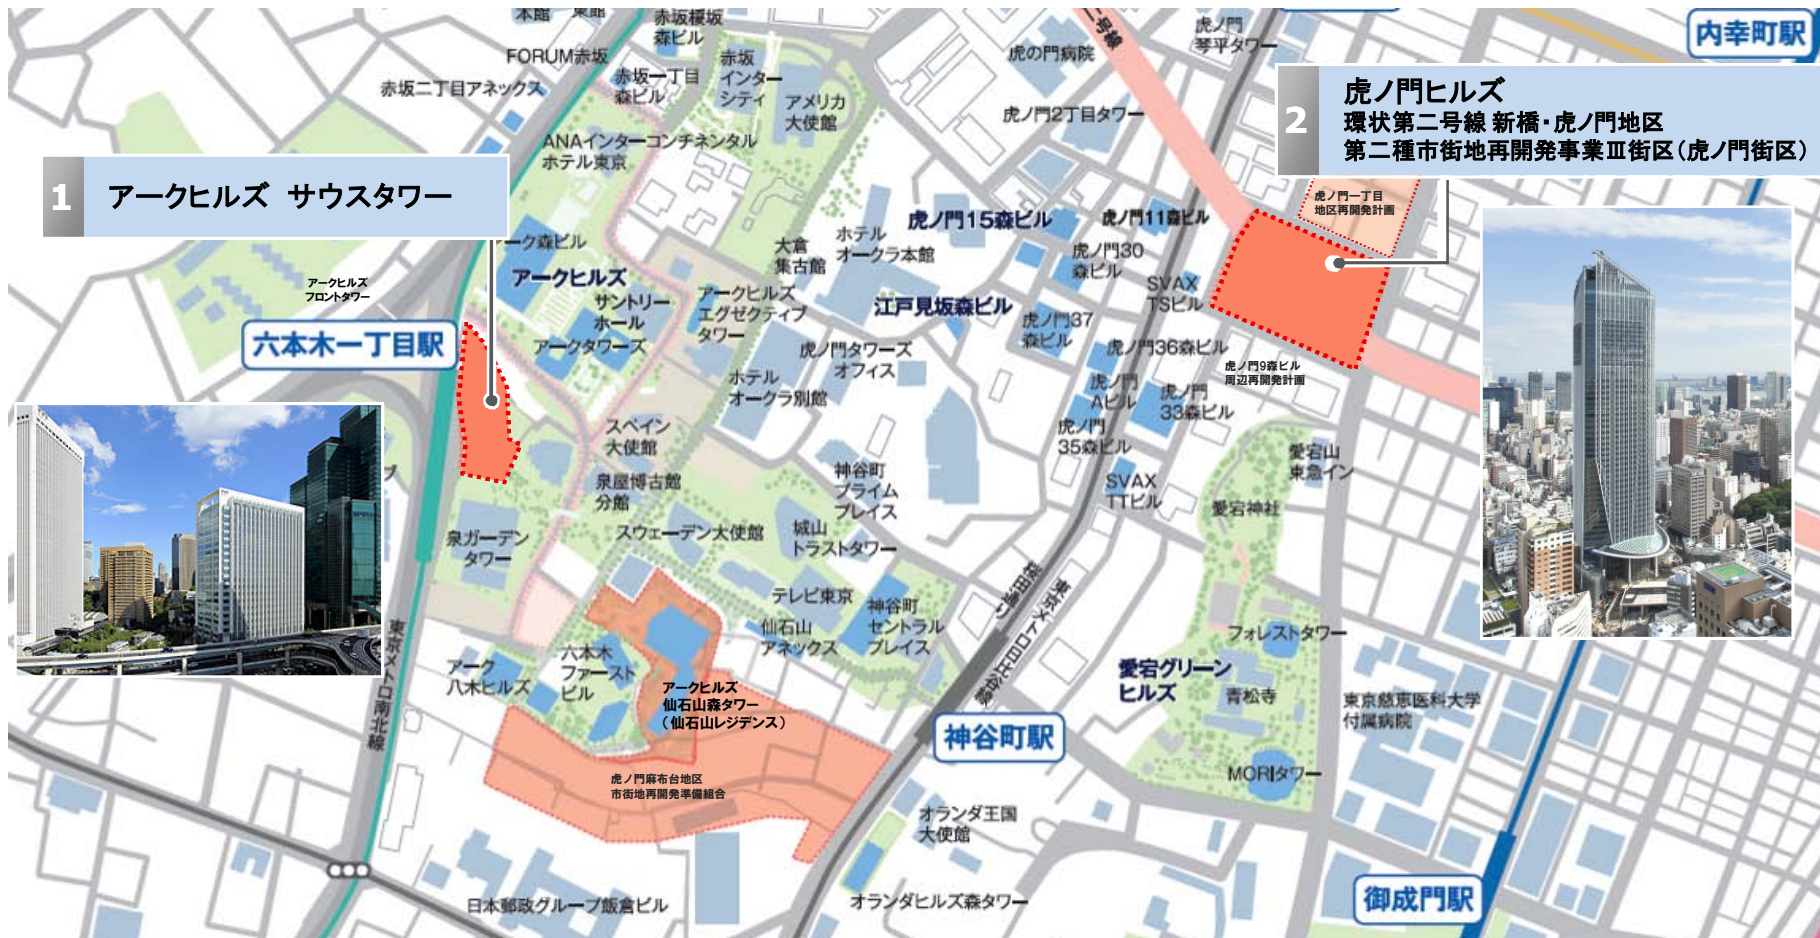 本館
東館
赤坂榎坂
森ビル
虎ノ門
琴平タワー
内幸町駅
二号線
FORUM赤坂
赤坂二丁目アネックス
赤坂一丁目
森ビル
赤坂
インター
シティ
アメリカ
大使館
虎の門病院
虎ノ門2丁目タワー
2
虎ノ門ヒルズ
環状第二号線 新橋・虎ノ門地区
第二種市街地再開発事業Ⅲ街区(虎ノ門街区)
ANAインターコンチネンタル
ホテル東京
1
アークヒルズ サウスタワー
虎ノ門一丁目
地区再開発計画
ーク森ビル
アークヒルズ
サントリー
ホール
アークタワーズ
大倉
集古館
ホテル
オークラ本館
虎ノ門15森ビル
虎ノ門11森ビル
虎ノ門30
森ビル
SVAX
TSビル
アークヒルズ
フロントタワー
アークヒルズ
エグゼクティブ
タワー
江戸見坂森ビル
虎ノ門37
森ビル
虎ノ門36森ビル
六本木一丁目駅
虎ノ門タワーズ
オフィス
ホテル
オークラ別館
虎ノ門
Aビル
虎ノ門
33森ビル
虎ノ門
35森ビル
虎ノ門9森ビル
周辺再開発計画
スペイン
大使館
泉屋博古館
分館
神谷町
プライム
プレイス
SVAX
TTビル
愛宕山
東急イン
愛宕神社
泉ガーデン
タワー
スウェーデン大使館
城山
トラストタワー
テレビ東京
仙石山
アネックス
神谷町
セントラル
プレイス
桜田通り
東京メトロ日比谷線
フォレストタワー
愛宕グリーン
ヒルズ
青松寺
東京慈恵医科大学
付属病院
MORIタワー
東京メトロ南北線
アーク
八木ヒルズ
六本木
ファースト
ビル
アークヒルズ
仙石山森タワー
(仙石山レジデンス)
神谷町駅
虎ノ門麻布台地区
市街地再開発準備組合
オランダ王国
大使館
オランダヒルズ森タワー
日本郵政グループ飯倉ビル
御成門駅